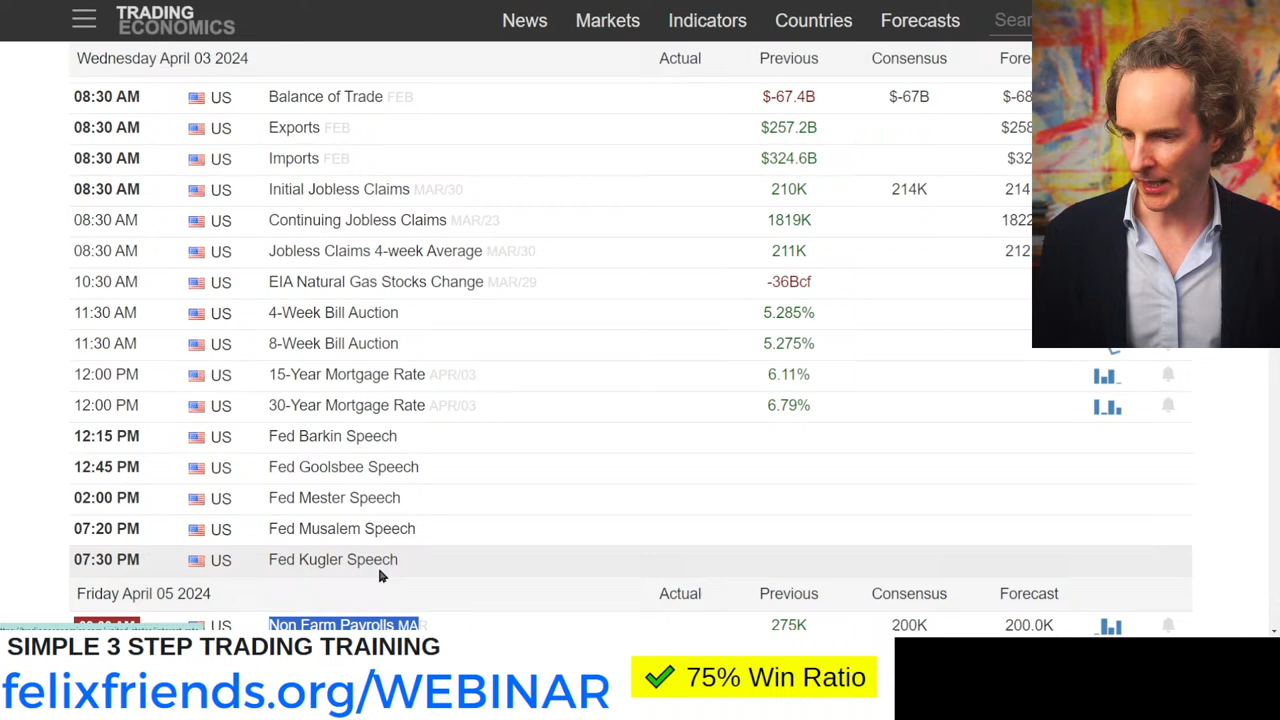 TRADING
ECONOMICS
News Markets Indicators Countries Forecasts Sear
Wednesday April 03 2024 Actual Previous Consensus Forec
08:30 AM US Balance of Trade FEB $-67.4B $-67B $-68
08:30 AM US Exports FEB $257.2B $258
08:30 AM US Imports FEB $324.6B $32
08:30 AM US Initial Jobless Claims MAR/30 210K 214K 214
08:30 AM US Continuing Jobless Claims MAR/23 1819K 1822
08:30 AM US Jobless Claims 4-week Average MAR/30 211K 212
10:30 AM US EIA Natural Gas Stocks Change MAR/29 -36Bcf
11:30 AM US 4-Week Bill Auction 5.285%
11:30 AM US 8-Week Bill Auction 5.275%
12:00 PM US 15-Year Mortgage Rate APR/03 6.11%
12:00 PM US 30-Year Mortgage Rate APR/03 6.79%
12:15 PM US Fed Barkin Speech
12:45 PM US Fed Goolsbee Speech
02:00 PM US Fed Mester Speech
07:20 PM US Fed Musalem Speech
07:30 PM US Fed Kugler Speech
Friday April 05 2024 Actual Previous Consensus Forecast
US Non Farm Payrolls MAR 275K 200K 200.0K
SIMPLE 3 STEP TRADING TRAINING
felixfriends.org/WEBINAR
75% Win Ratio